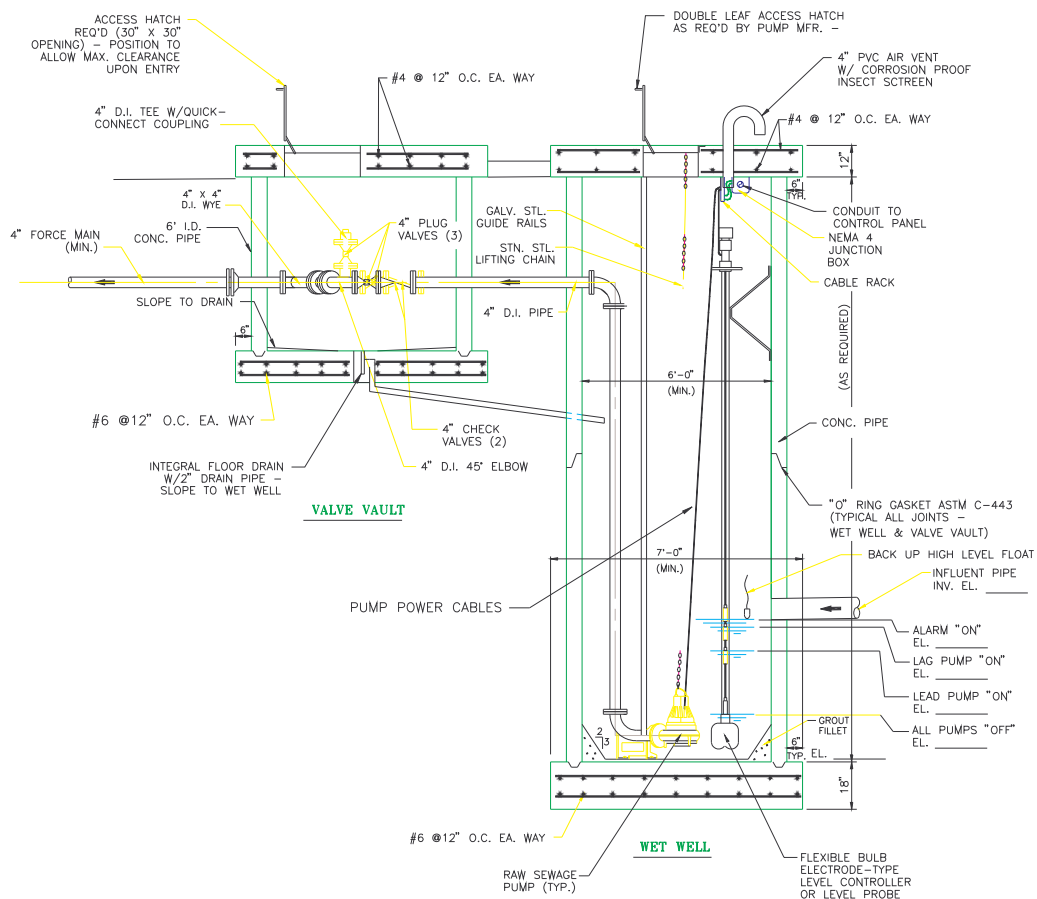 ACCESS HATCH
REQ'D (30" X 30"
OPENING) – POSITION TO
ALLOW MAX. CLEARANCE
UPON ENTRY
DOUBLE LEAF ACCESS HATCH
AS REQ'D BY PUMP MFR. –
4" PVC AIR VENT
W/ CORROSION PROOF
INSECT SCTREEN
#4 @ 12" O.C. EA. WAY
#4 @ 12" O.C. EA. WAY
4" D.I. TEE W/QUICK-
CONNECT COUPLING
12"
6"
TYP.
4" X 4"
D.I. WYE
6' I.D.
CONC. PIPE
4" FORCE MAIN
(MIN.)
4" PLUG
VALVES (3)
GALV. STL.
GUIDE RAILS
STN. STL.
LIFTING CHAIN
CONDUIT TO
CONTROL PANEL
NEMA 4
JUNCTION
BOX
CABLE RACK
SLOPE TO DRAIN
4" D.I. PIPE
6"
(AS REQUIRED)
6'-0"
(MIN.)
#6 @12" O.C. EA. WAY
4" CHECK
VALVES (2)
4" D.I. 45° ELBOW
CONC. PIPE
INTEGRAL FLOOR DRAIN
W/2" DRAIN PIPE –
SLOPE TO WET WELL
VALVE VAULT
"O" RING GASKET ASTM C-443
(TYPICAL ALL JOINTS –
WET WELL & VALVE VAULT)
7'-0"
(MIN.)
BACK UP HIGH LEVEL FLOAT
INFLUENT PIPE
INV. EL. ______
PUMP POWER CABLES
ALARM "ON"
EL. ______
LAG PUMP "ON"
EL. ______
LEAD PUMP "ON"
EL. ______
ALL PUMPS "OFF"
EL. ______
GROUT
FILLET
2
3
6"
TYP. EL. ______
18"
#6 @12" O.C. EA. WAY
WET WELL
RAW SEWAGE
PUMP (TYP.)
FLEXIBLE BULB
ELECTRODE-TYPE
LEVEL CONTROLLER
OR LEVEL PROBE